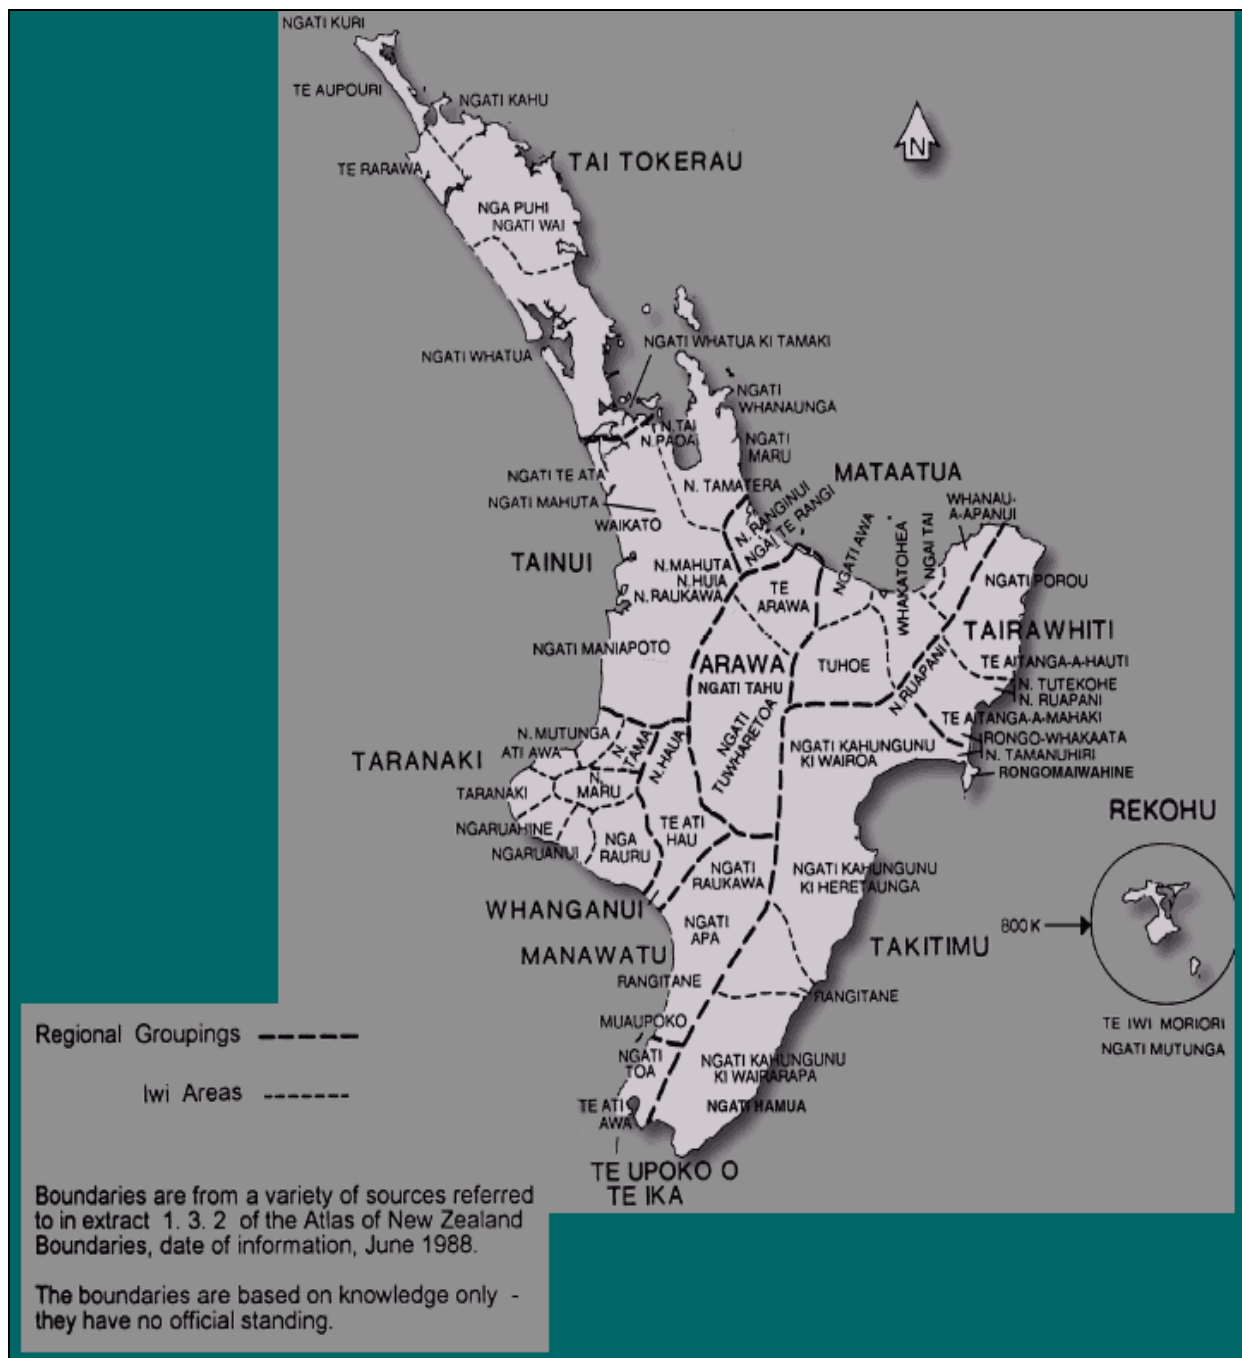 NGATI KURI
TE AUPOURI
NGATI KAHU
TE RARAWA
TAI TOKERAU
N
NGA PUHI
NGATI WAI
NGATI WHATUA KI TAMAKI
NGATI WHATUA
NGATI
WHANAUNGA
N.TAI
N.PAOA
NGATI
MARU
NGATI TE ATA
N. TAMATERA
MATAATUA
NGATI MAHUTA
WAIKATO
N. RANGINUI
NGAI TE RANGI
NGATI AWA
WHAKATOHEA
NGAI TAI
WHANAU-
A-APANUI
TAINUI
N.MAHUTA
N.HUIA
N. RAUKAWA
TE
ARAWA
NGATI POROU
TAIRAWHITI
NGATI MANIAPOTO
ARAWA
NGATI TAHU
TUHOE
N.RUAPANI
TE AITANGA-A-HAUTI
N. TUTEKOHE
N. RUAPANI
TE AITANGA-A-MAHAKI
RONGO-WHAKAATA
N. TAMANUHIRI
RONGOMAIWAHINE
N. MUTUNGA
ATI AWA
N.
TAMA
N. HAUA
NGATI
TUWHARETOA
NGATI KAHUNGUNU
KI WAIROA
TARANAKI
TARANAKI
N.
MARU
NGARUAHINE
NGARUANUI
NGA
RAURU
TE ATI
HAU
REKOHU
NGATI
RAUKAWA
NGATI KAHUNGUNU
KI HERETAUNGA
WHANGANUI
NGATI
APA
MANAWATU
TAKITIMU
800 K
RANGITANE
RANGITANE
MUAUPOKO
TE IWI MORIORI
NGATI MUTUNGA
NGATI
TOA
NGATI KAHUNGUNU
KI WAIRARAPA
TE ATI
AWA
NGATI HAMUA
TE UPOKO O
TE IKA
Regional Groupings
Iwi Areas
Boundaries are from a variety of sources referred
to in extract 1. 3. 2 of the Atlas of New Zealand
Boundaries, date of information, June 1988.
The boundaries are based on knowledge only -
they have no official standing.